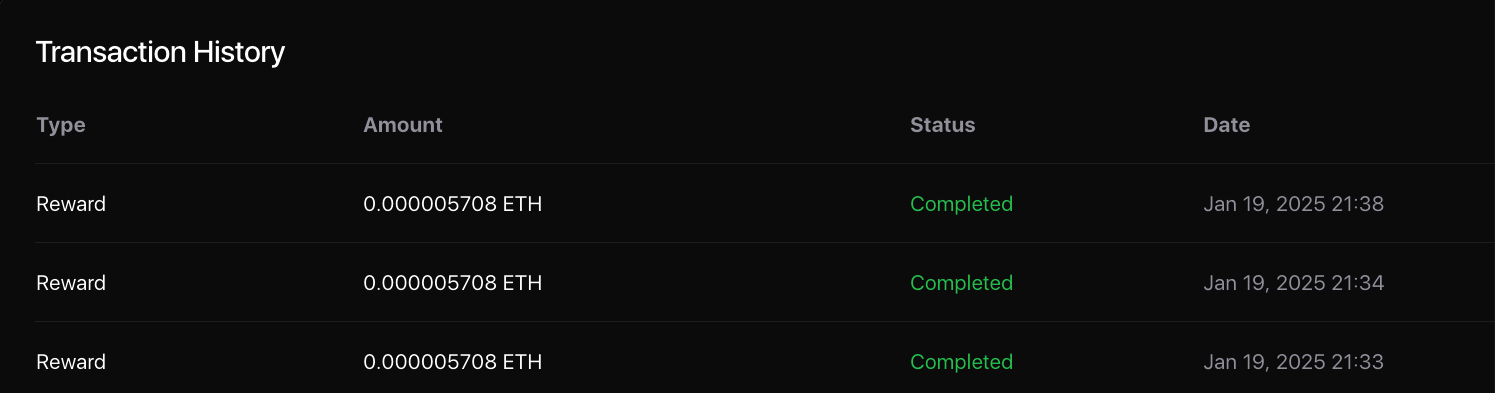 Transaction History
Type Amount Status Date
Reward 0.000005708 ETH Completed Jan 19, 2025 21:38
Reward 0.000005708 ETH Completed Jan 19, 2025 21:34
Reward 0.000005708 ETH Completed Jan 19, 2025 21:33